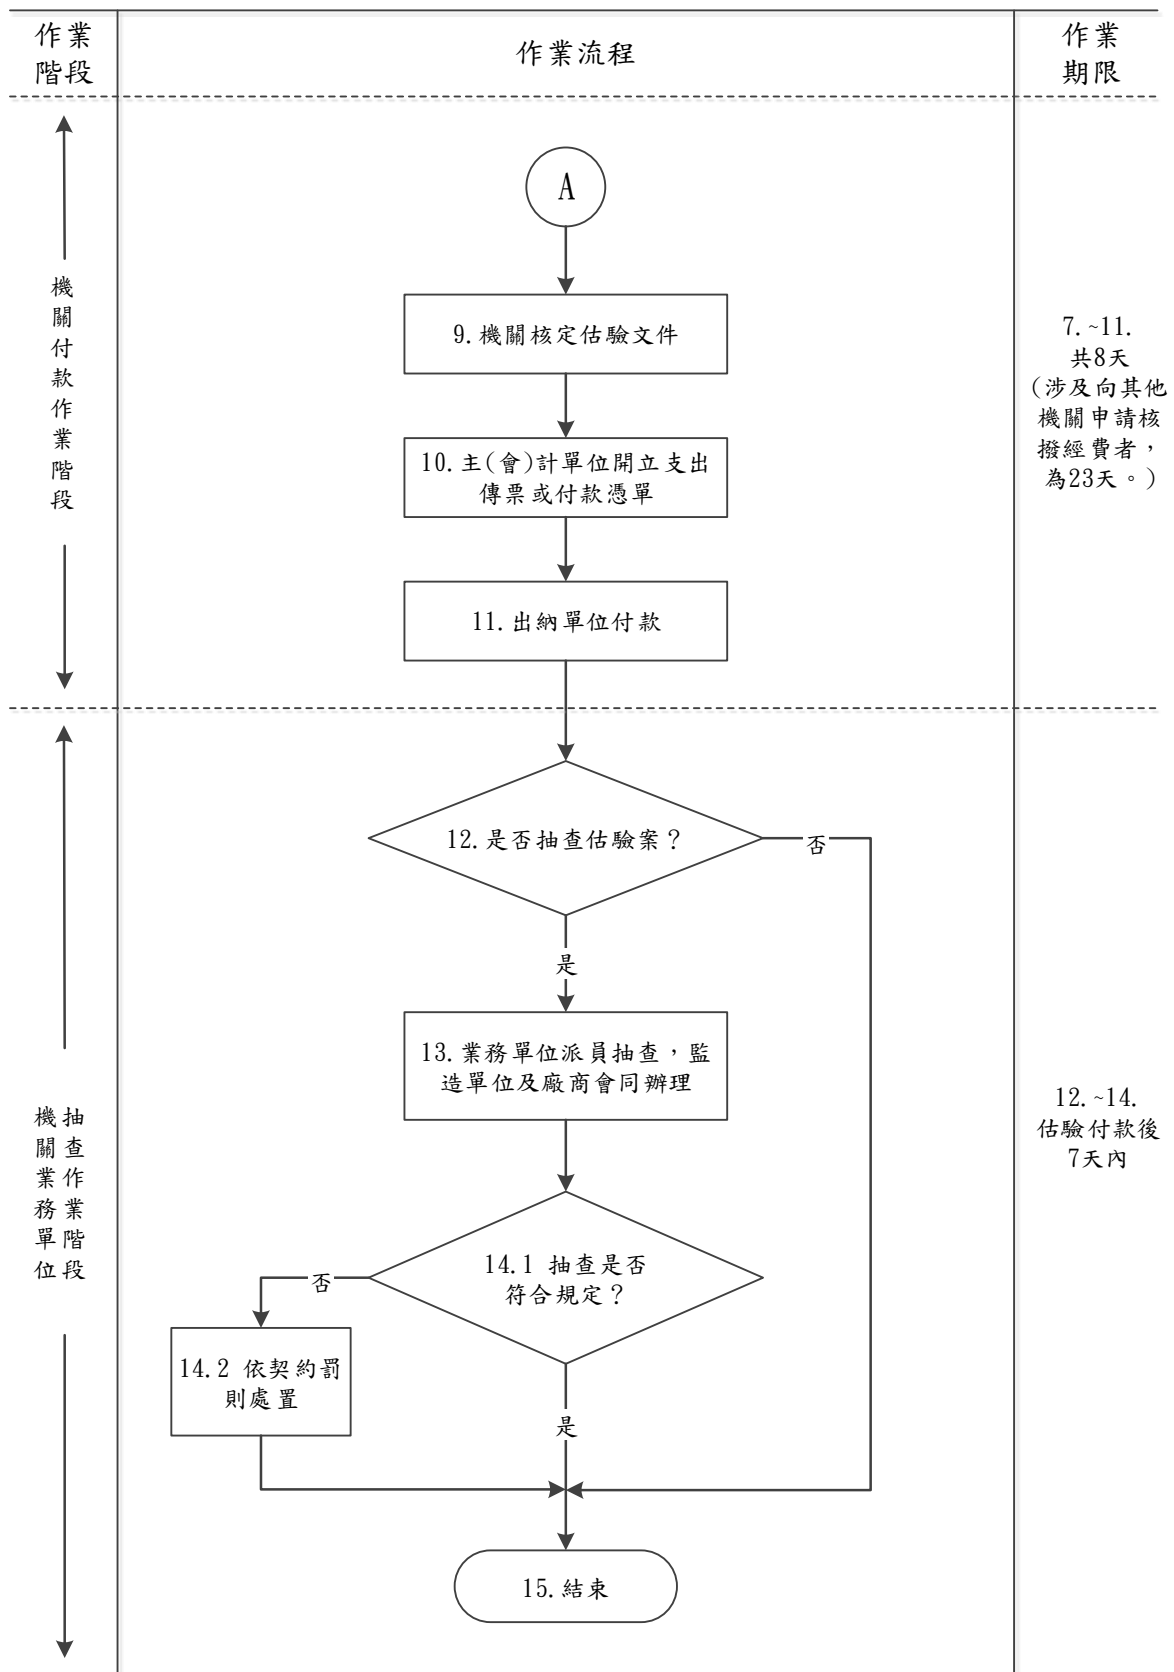 作業
階段
作業流程
作業
期限
機關付款作業階段
A
9.機關核定估驗文件
10.主(會)計單位開立支出
傳票或付款憑單
11.出納單位付款
7.~11.
共8天
(涉及向其他
機關申請核
撥經費者，
為23天。)
機關業務單位
抽查作業階段
12.是否抽查估驗案？
否
是
13.業務單位派員抽查，監
造單位及廠商會同辦理
14.1 抽查是否
符合規定？
否
14.2 依契約罰
則處置
是
15.結束
12.~14.
估驗付款後
7天內